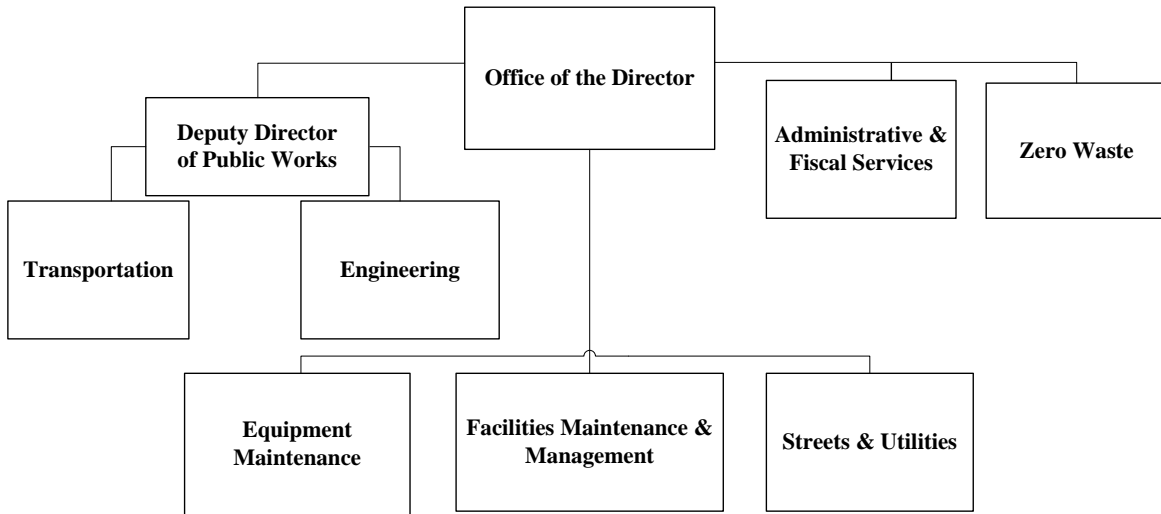 Office of the Director
Deputy Director
of Public Works
Administrative &
Fiscal Services
Zero Waste
Transportation
Engineering
Equipment
Maintenance
Facilities Maintenance &
Management
Streets & Utilities